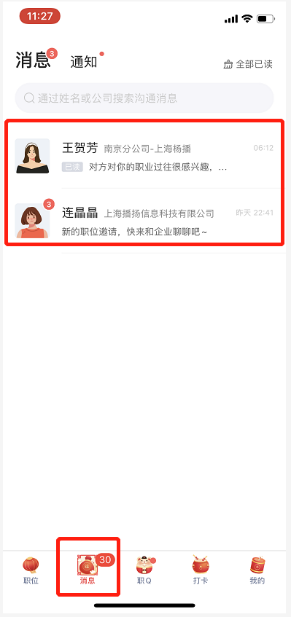 11:27
消息 3 通知 全部已读
通过姓名或公司搜索沟通消息
王贺芳 南京分公司-上海杨播 06:12
已读 对方对你的职业过往很感兴趣，...
3
连晶晶 上海播扬信息科技有限公司 昨天 22:41
新的职位邀请，快来和企业聊聊吧~
30
职位 消息 职Q 打卡 我的